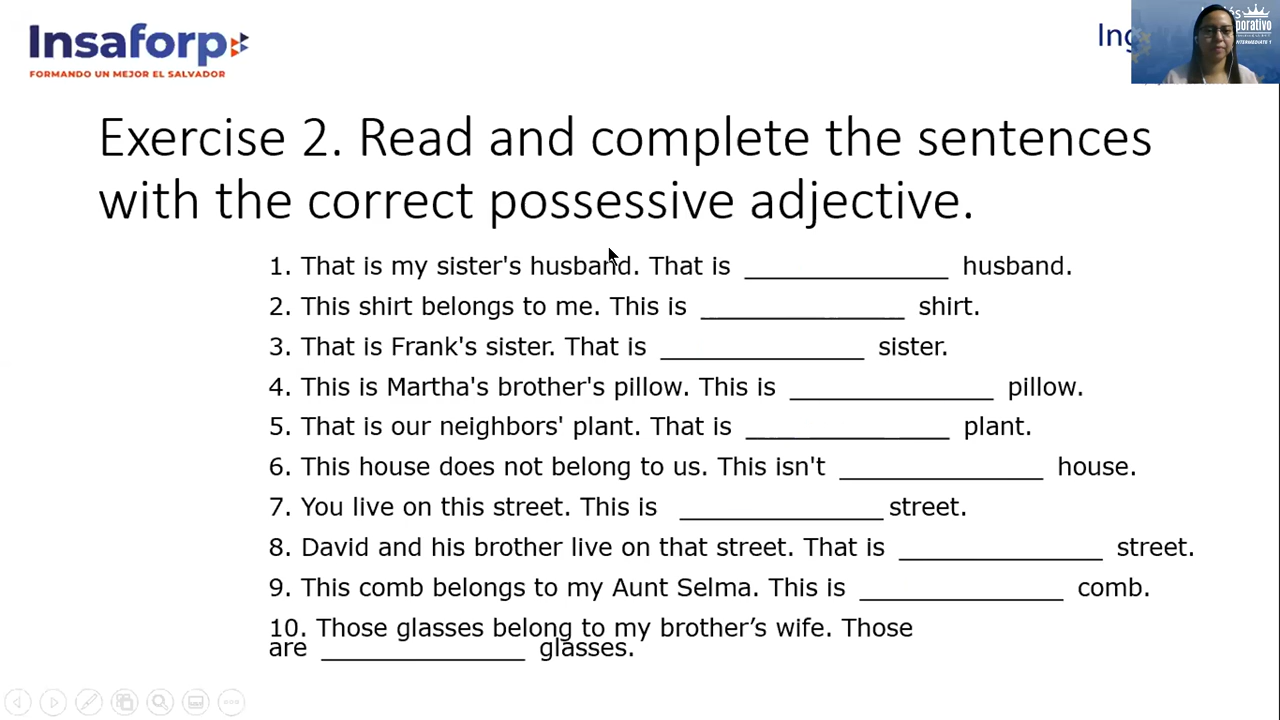 Insaforp
FORMANDO UN MEJOR EL SALVADOR
Exercise 2. Read and complete the sentences
with the correct possessive adjective.
1. That is my sister's husband. That is _______________ husband.
2. This shirt belongs to me. This is _______________ shirt.
3. That is Frank's sister. That is _______________ sister.
4. This is Martha's brother's pillow. This is _______________ pillow.
5. That is our neighbors' plant. That is _______________ plant.
6. This house does not belong to us. This isn't _______________ house.
7. You live on this street. This is _______________ street.
8. David and his brother live on that street. That is _______________ street.
9. This comb belongs to my Aunt Selma. This is _______________ comb.
10. Those glasses belong to my brother’s wife. Those
are _______________ glasses.